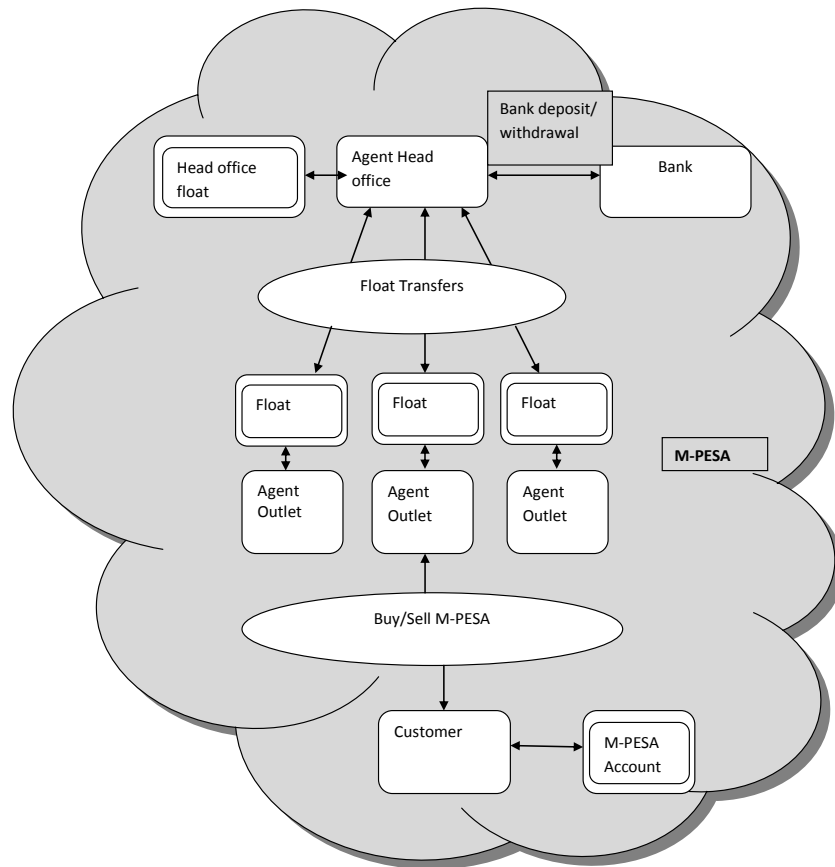 Bank deposit/
withdrawal
Head office
float
Agent Head
office
Bank
Float Transfers
Float
Float
Float
M-PESA
Agent
Outlet
Agent
Outlet
Agent
Outlet
Buy/Sell M-PESA
Customer
M-PESA
Account